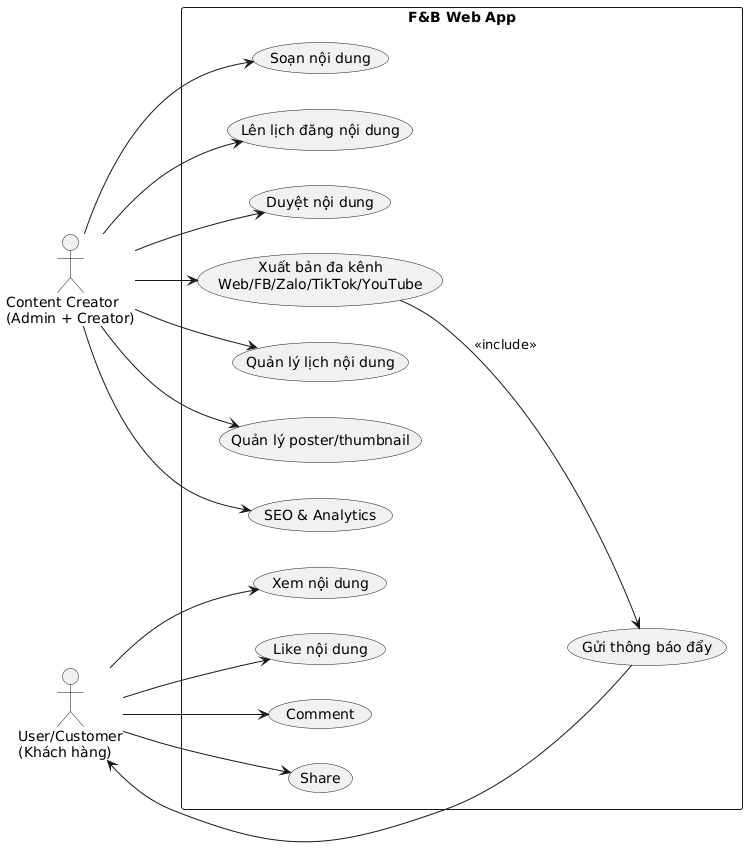 F&B Web App
Soạn nội dung
Lên lịch đăng nội dung
Duyệt nội dung
Xuất bản đa kênh
Web/FB/Zalo/TikTok/YouTube
Content Creator
(Admin + Creator)
«include»
Quản lý lịch nội dung
Quản lý poster/thumbnail
SEO & Analytics
Xem nội dung
Like nội dung
Gửi thông báo đẩy
Comment
User/Customer
(Khách hàng)
Share